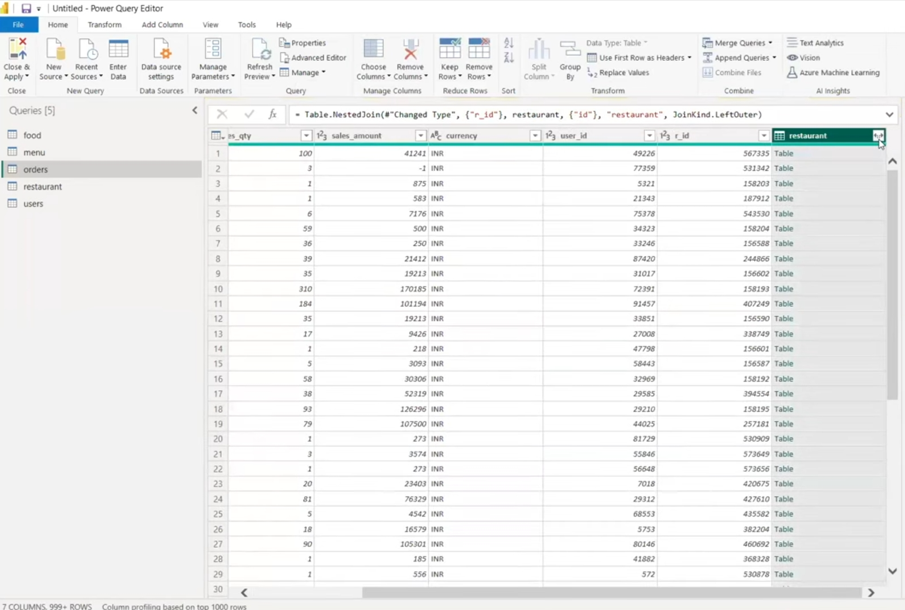 Untitled - Power Query Editor
File Home Transform Add Column View Tools Help
Close & Apply
New Source
Recent Sources
Enter Data
Data source settings
Manage Parameters
Refresh Preview
Properties
Advanced Editor
Manage
Choose Columns
Remove Columns
Keep Rows
Remove Rows
Split Column
Group By
Data Type: Table
Use First Row as Headers
Replace Values
Merge Queries
Append Queries
Combine Files
Text Analytics
Vision
Azure Machine Learning
Close New Query Data Sources Parameters Query Manage Columns Reduce Rows Sort Transform Combine AI Insights
Queries [5]
= Table.NestedJoin(#"Changed Type", {"r_id"}, restaurant, {"id"}, "restaurant", JoinKind.LeftOuter)
food
menu
orders
restaurant
users
es_qty sales_amount currency user_id r_id restaurant
1 100 41241 INR 49226 567335 Table
2 3 -1 INR 77359 531342 Table
3 1 875 INR 5321 158203 Table
4 1 583 INR 21343 187912 Table
5 6 7176 INR 75378 543530 Table
6 59 500 INR 34323 158204 Table
7 36 250 INR 33246 156588 Table
8 39 21412 INR 87420 244866 Table
9 35 19213 INR 31017 156602 Table
10 310 170185 INR 72391 158193 Table
11 184 101194 INR 91457 407249 Table
12 35 19213 INR 33851 156590 Table
13 17 9426 INR 27008 338749 Table
14 1 218 INR 47798 156601 Table
15 5 3093 INR 58443 156587 Table
16 58 30306 INR 32969 158192 Table
17 38 52319 INR 29585 394554 Table
18 93 126296 INR 29210 158195 Table
19 79 107500 INR 44025 257181 Table
20 1 273 INR 81729 530909 Table
21 3 3574 INR 55846 573649 Table
22 1 273 INR 56648 573656 Table
23 20 23403 INR 7018 420675 Table
24 81 76329 INR 29312 427610 Table
25 5 4542 INR 68553 435582 Table
26 18 16579 INR 5753 382204 Table
27 90 105301 INR 80146 460692 Table
28 1 185 INR 41882 368328 Table
29 1 556 INR 572 530878 Table
30
7 COLUMNS, 999+ ROWS Column profiling based on top 1000 rows